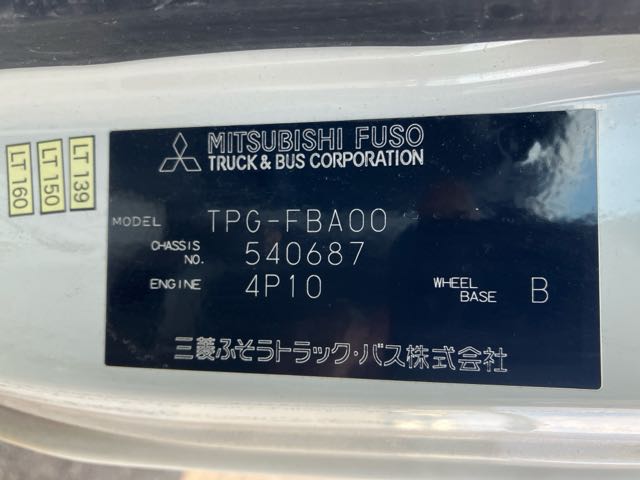 MITSUBISHI FUSO
TRUCK & BUS CORPORATION
LT 160
LT 150
LT 139
MODEL TPG-FBA00
CHASSIS NO. 540687
ENGINE 4P10
WHEEL BASE B
三菱ふそうトラック・バス株式会社